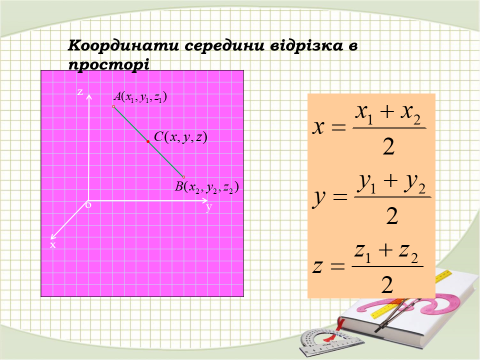 Координати середини відрізка в
просторі
z
A(x₁, y₁, z₁)
C(x, y, z)
B(x₂, y₂, z₂)
o
y
x
x = (x₁ + x₂) / 2
y = (y₁ + y₂) / 2
z = (z₁ + z₂) / 2